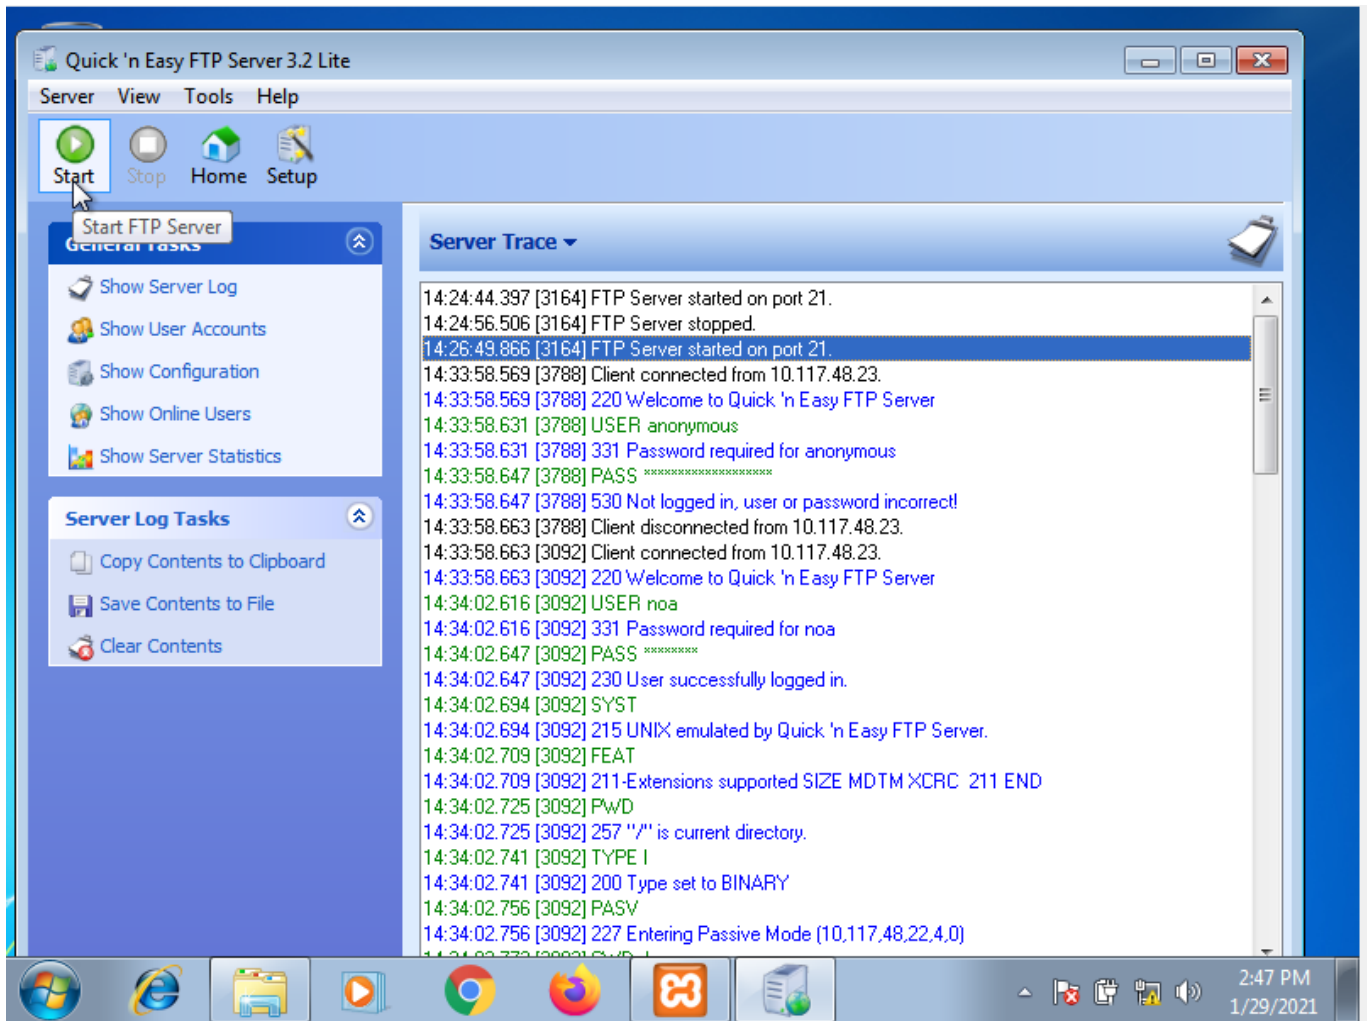 Quick 'n Easy FTP Server 3.2 Lite
Server View Tools Help
Start Stop Home Setup
Start FTP Server
General Tasks
Show Server Log
Show User Accounts
Show Configuration
Show Online Users
Show Server Statistics
Server Log Tasks
Copy Contents to Clipboard
Save Contents to File
Clear Contents
Server Trace
14:24:44.397 [3164] FTP Server started on port 21.
14:24:56.506 [3164] FTP Server stopped.
14:26:49.866 [3164] FTP Server started on port 21.
14:33:58.569 [3788] Client connected from 10.117.48.23.
14:33:58.569 [3788] 220 Welcome to Quick 'n Easy FTP Server
14:33:58.631 [3788] USER anonymous
14:33:58.631 [3788] 331 Password required for anonymous
14:33:58.647 [3788] PASS *******************
14:33:58.647 [3788] 530 Not logged in, user or password incorrect!
14:33:58.663 [3788] Client disconnected from 10.117.48.23.
14:33:58.663 [3092] Client connected from 10.117.48.23.
14:33:58.663 [3092] 220 Welcome to Quick 'n Easy FTP Server
14:34:02.616 [3092] USER noa
14:34:02.616 [3092] 331 Password required for noa
14:34:02.647 [3092] PASS ********
14:34:02.647 [3092] 230 User successfully logged in.
14:34:02.694 [3092] SYST
14:34:02.694 [3092] 215 UNIX emulated by Quick 'n Easy FTP Server.
14:34:02.709 [3092] FEAT
14:34:02.709 [3092] 211-Extensions supported SIZE MDTM XCRC 211 END
14:34:02.725 [3092] PWD
14:34:02.725 [3092] 257 "/" is current directory.
14:34:02.741 [3092] TYPE I
14:34:02.741 [3092] 200 Type set to BINARY
14:34:02.756 [3092] PASV
14:34:02.756 [3092] 227 Entering Passive Mode (10,117,48,22,4,0)
2:47 PM
1/29/2021